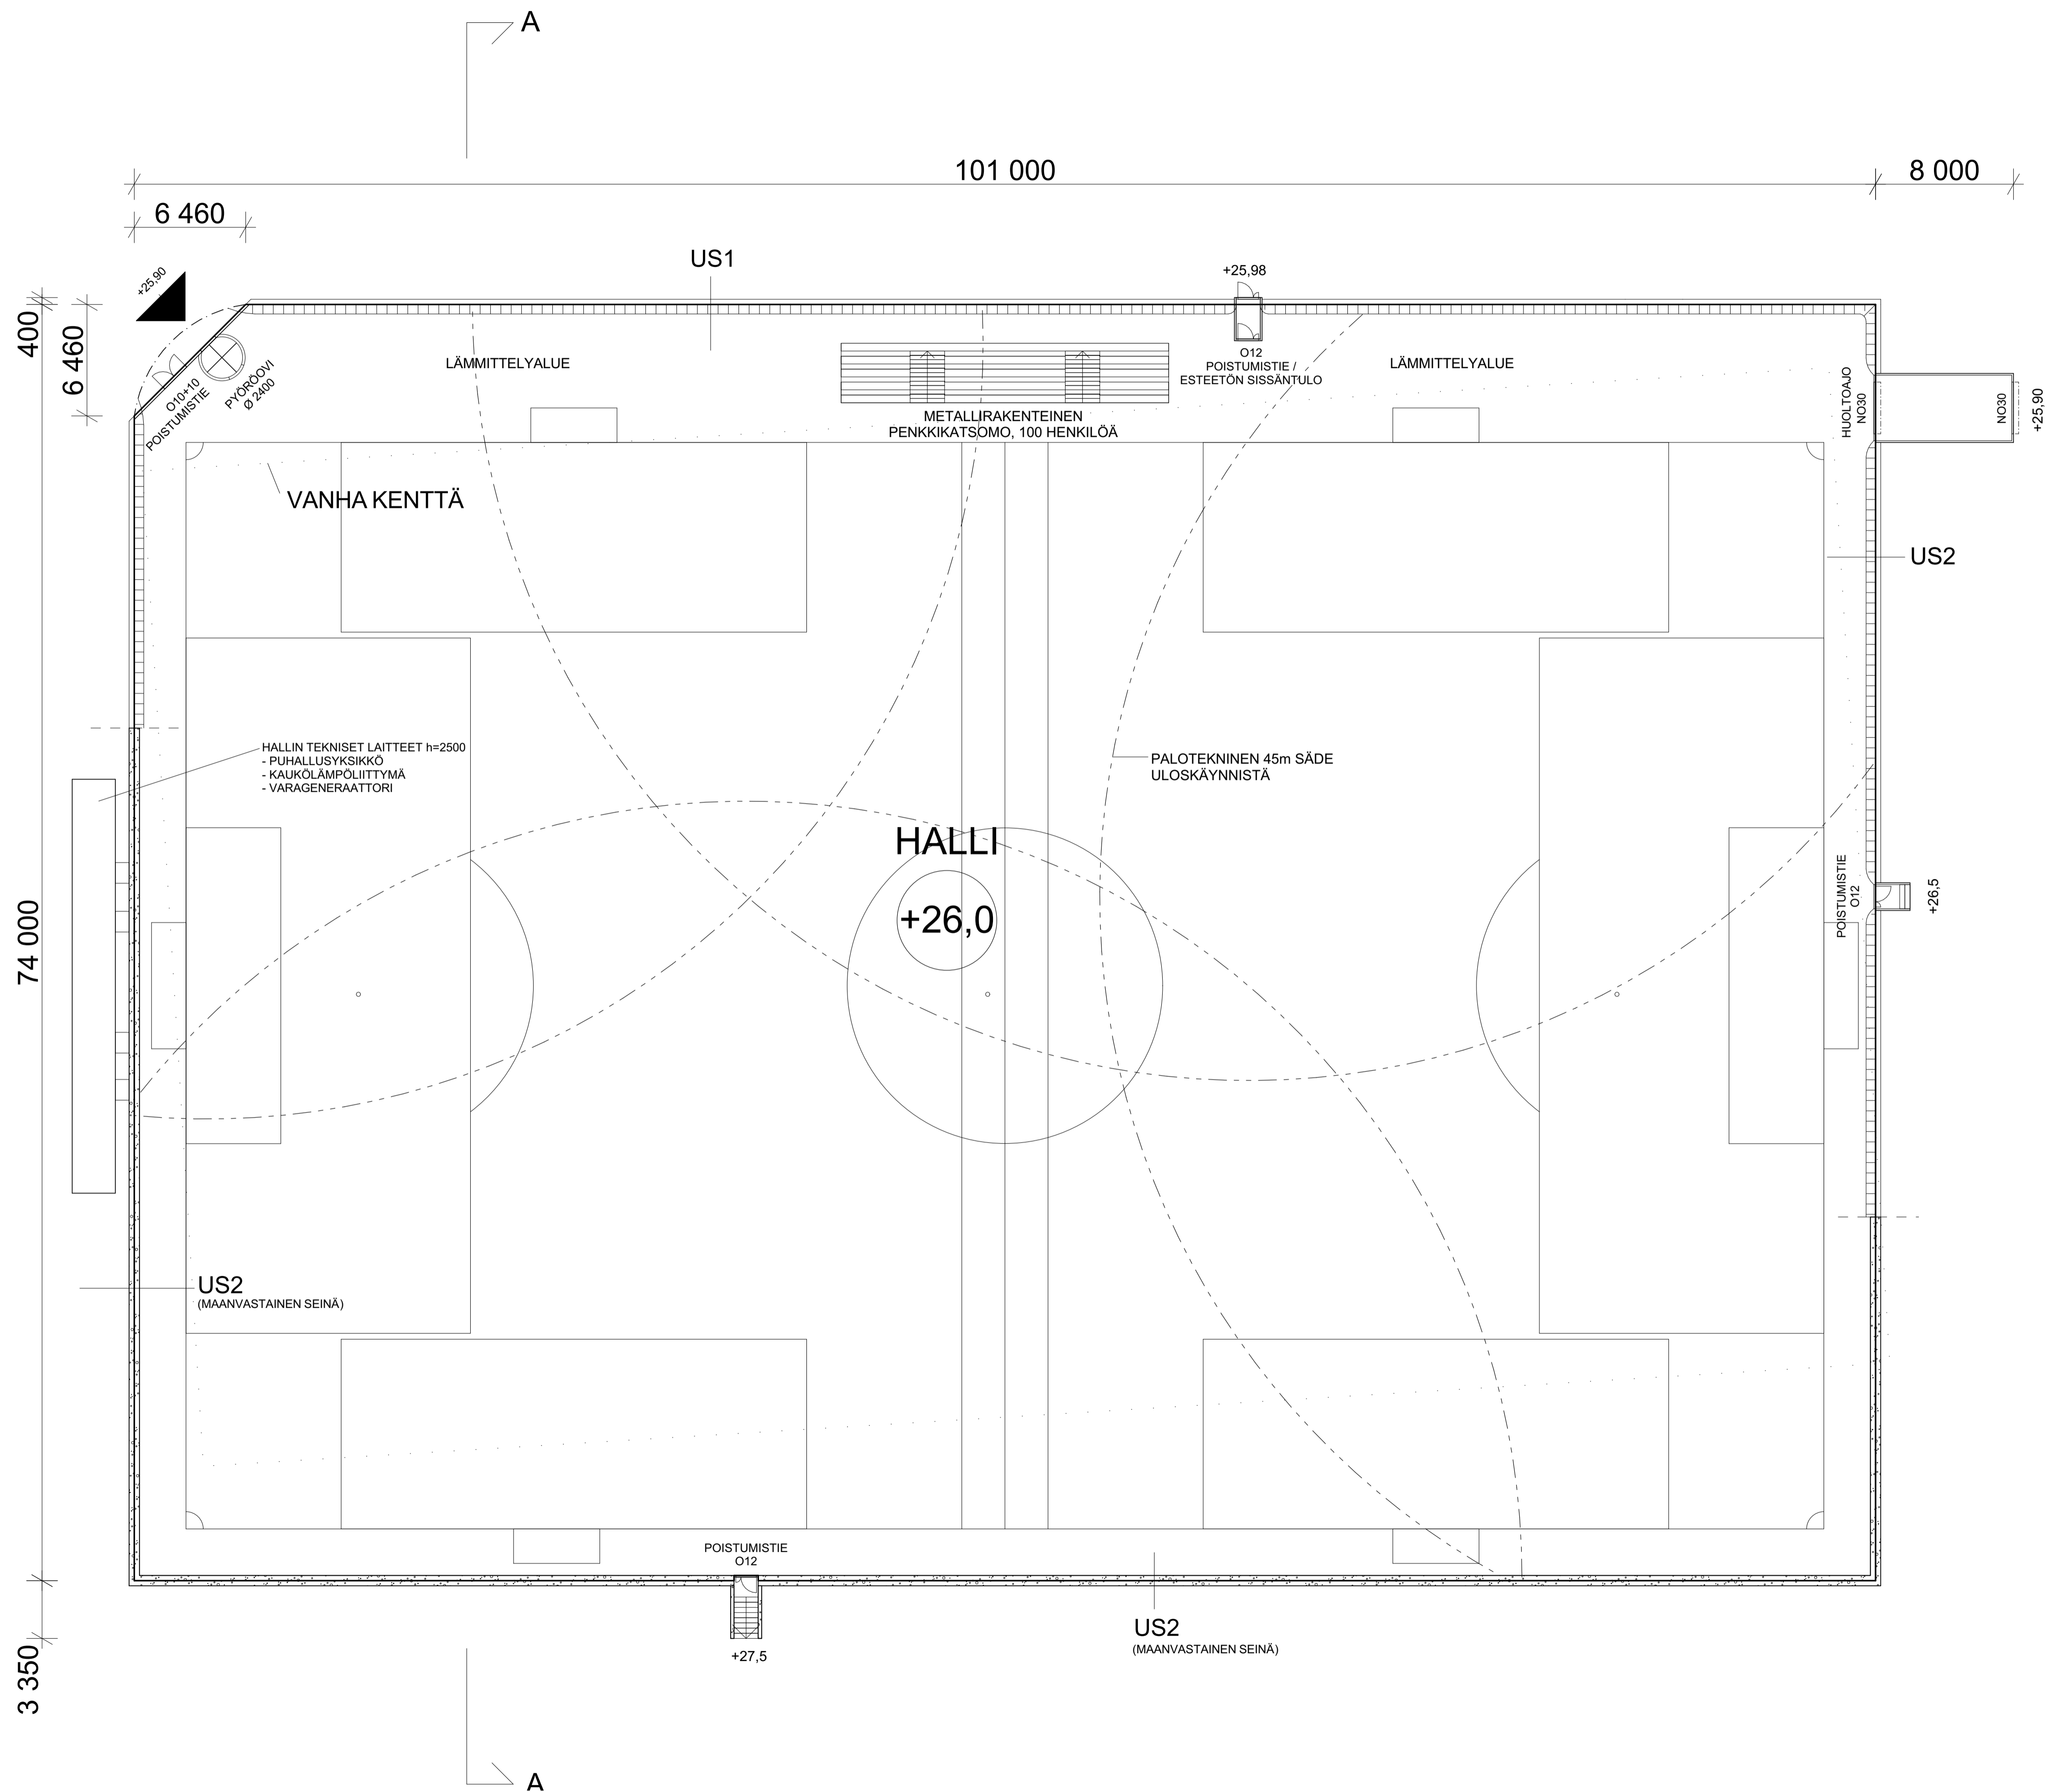 A
101 000
8 000
6 460
US1
+25,98
+25,90
400
6 460
O10+10
POISTUMISTIE
PYÖRÖOVI
Ø 2400
LÄMMITTELYALUE
O12
POISTUMISTIE /
ESTEETÖN SISSÄNTULO
LÄMMITTELYALUE
METALLIRAKENTEINEN
PENKKIKATSOMO, 100 HENKILÖÄ
HUOLTOAJO
NO30
NO30
+25,90
VANHA KENTTÄ
US2
HALLIN TEKNISET LAITTEET h=2500
- PUHALLUSYKSIKKÖ
- KAUKÖLÄMPÖLIITTYMÄ
- VARAGENERAATTORI
PALOTEKNINEN 45m SÄDE
ULOSKÄYNNISTÄ
HALLI
+26,0
POISTUMISTIE
O12
+26,5
74 000
US2
(MAANVASTAINEN SEINÄ)
POISTUMISTIE
O12
+27,5
US2
(MAANVASTAINEN SEINÄ)
3 350
A